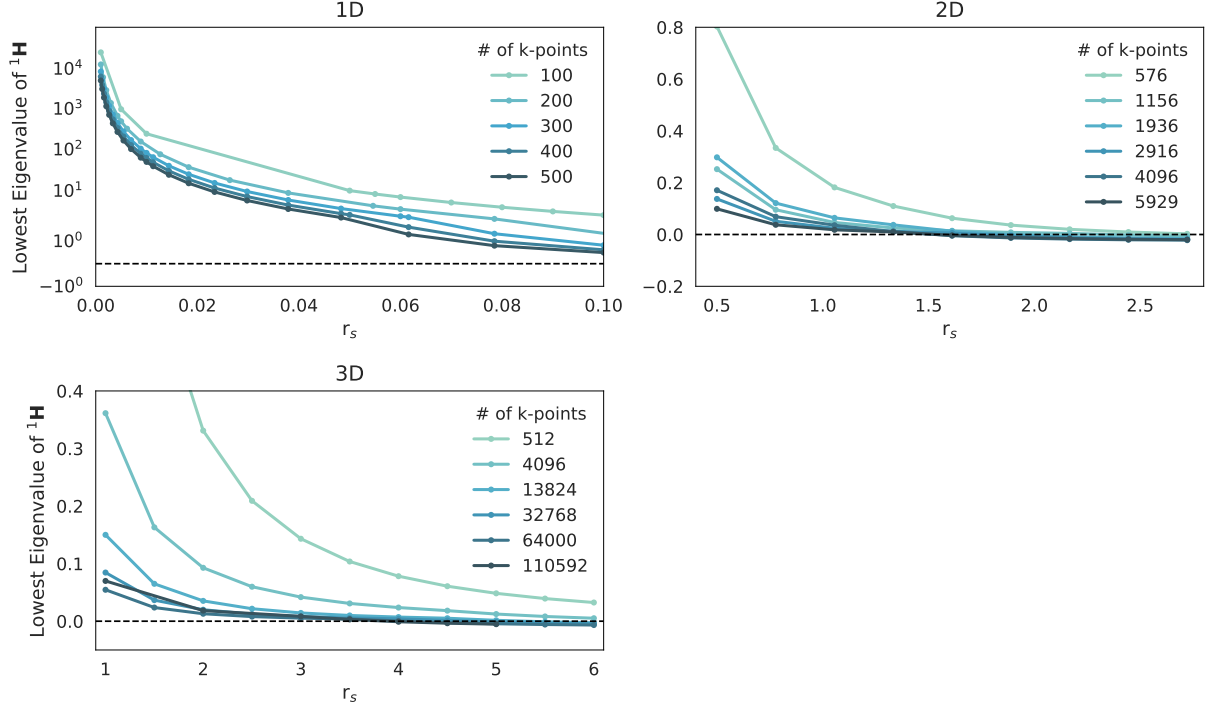 1D
Lowest Eigenvalue of ¹H
10⁴
10³
10²
10¹
10⁰
−10⁰
0.00 0.02 0.04 0.06 0.08 0.10
rₛ
# of k-points
100
200
300
400
500
2D
0.8
0.6
0.4
0.2
0.0
−0.2
0.5 1.0 1.5 2.0 2.5
rₛ
# of k-points
576
1156
1936
2916
4096
5929
3D
Lowest Eigenvalue of ¹H
0.4
0.3
0.2
0.1
0.0
1 2 3 4 5 6
rₛ
# of k-points
512
4096
13824
32768
64000
110592